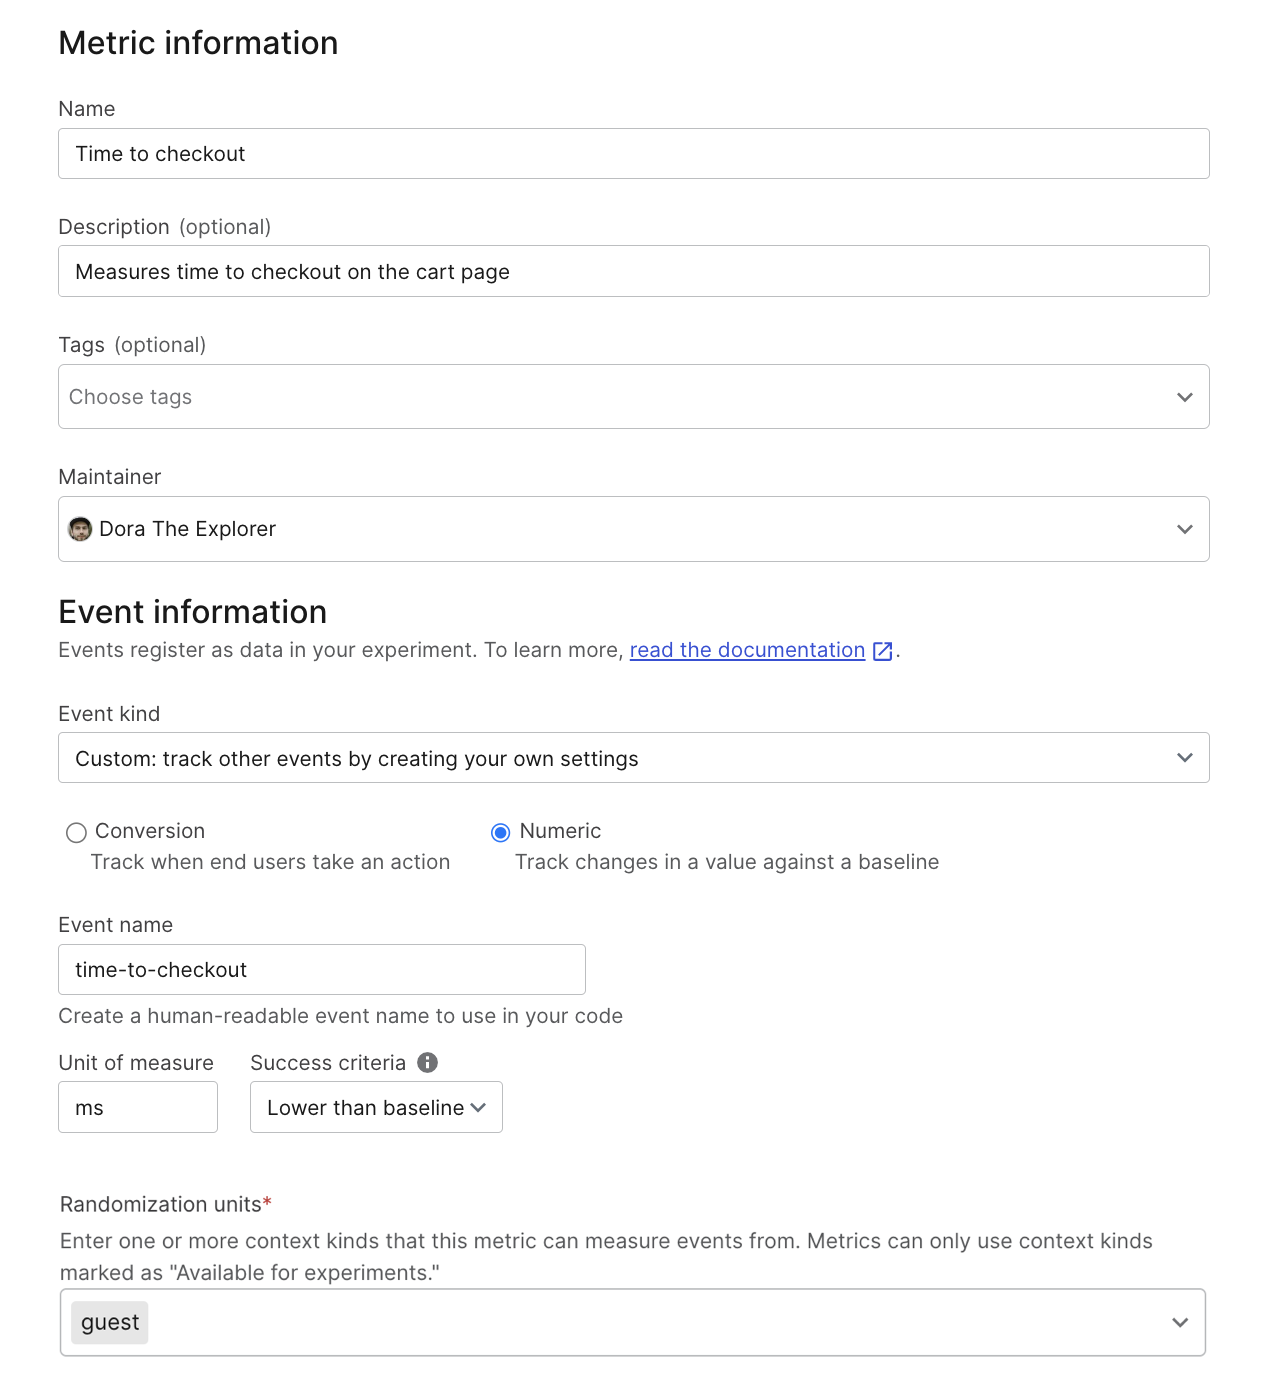 Metric information
Name
Time to checkout
Description (optional)
Measures time to checkout on the cart page
Tags (optional)
Choose tags
Maintainer
Dora The Explorer
Event information
Events register as data in your experiment. To learn more, read the documentation.
Event kind
Custom: track other events by creating your own settings
Conversion
Track when end users take an action
Numeric
Track changes in a value against a baseline
Event name
time-to-checkout
Create a human-readable event name to use in your code
Unit of measure
ms
Success criteria
Lower than baseline
Randomization units*
Enter one or more context kinds that this metric can measure events from. Metrics can only use context kinds
marked as "Available for experiments."
guest